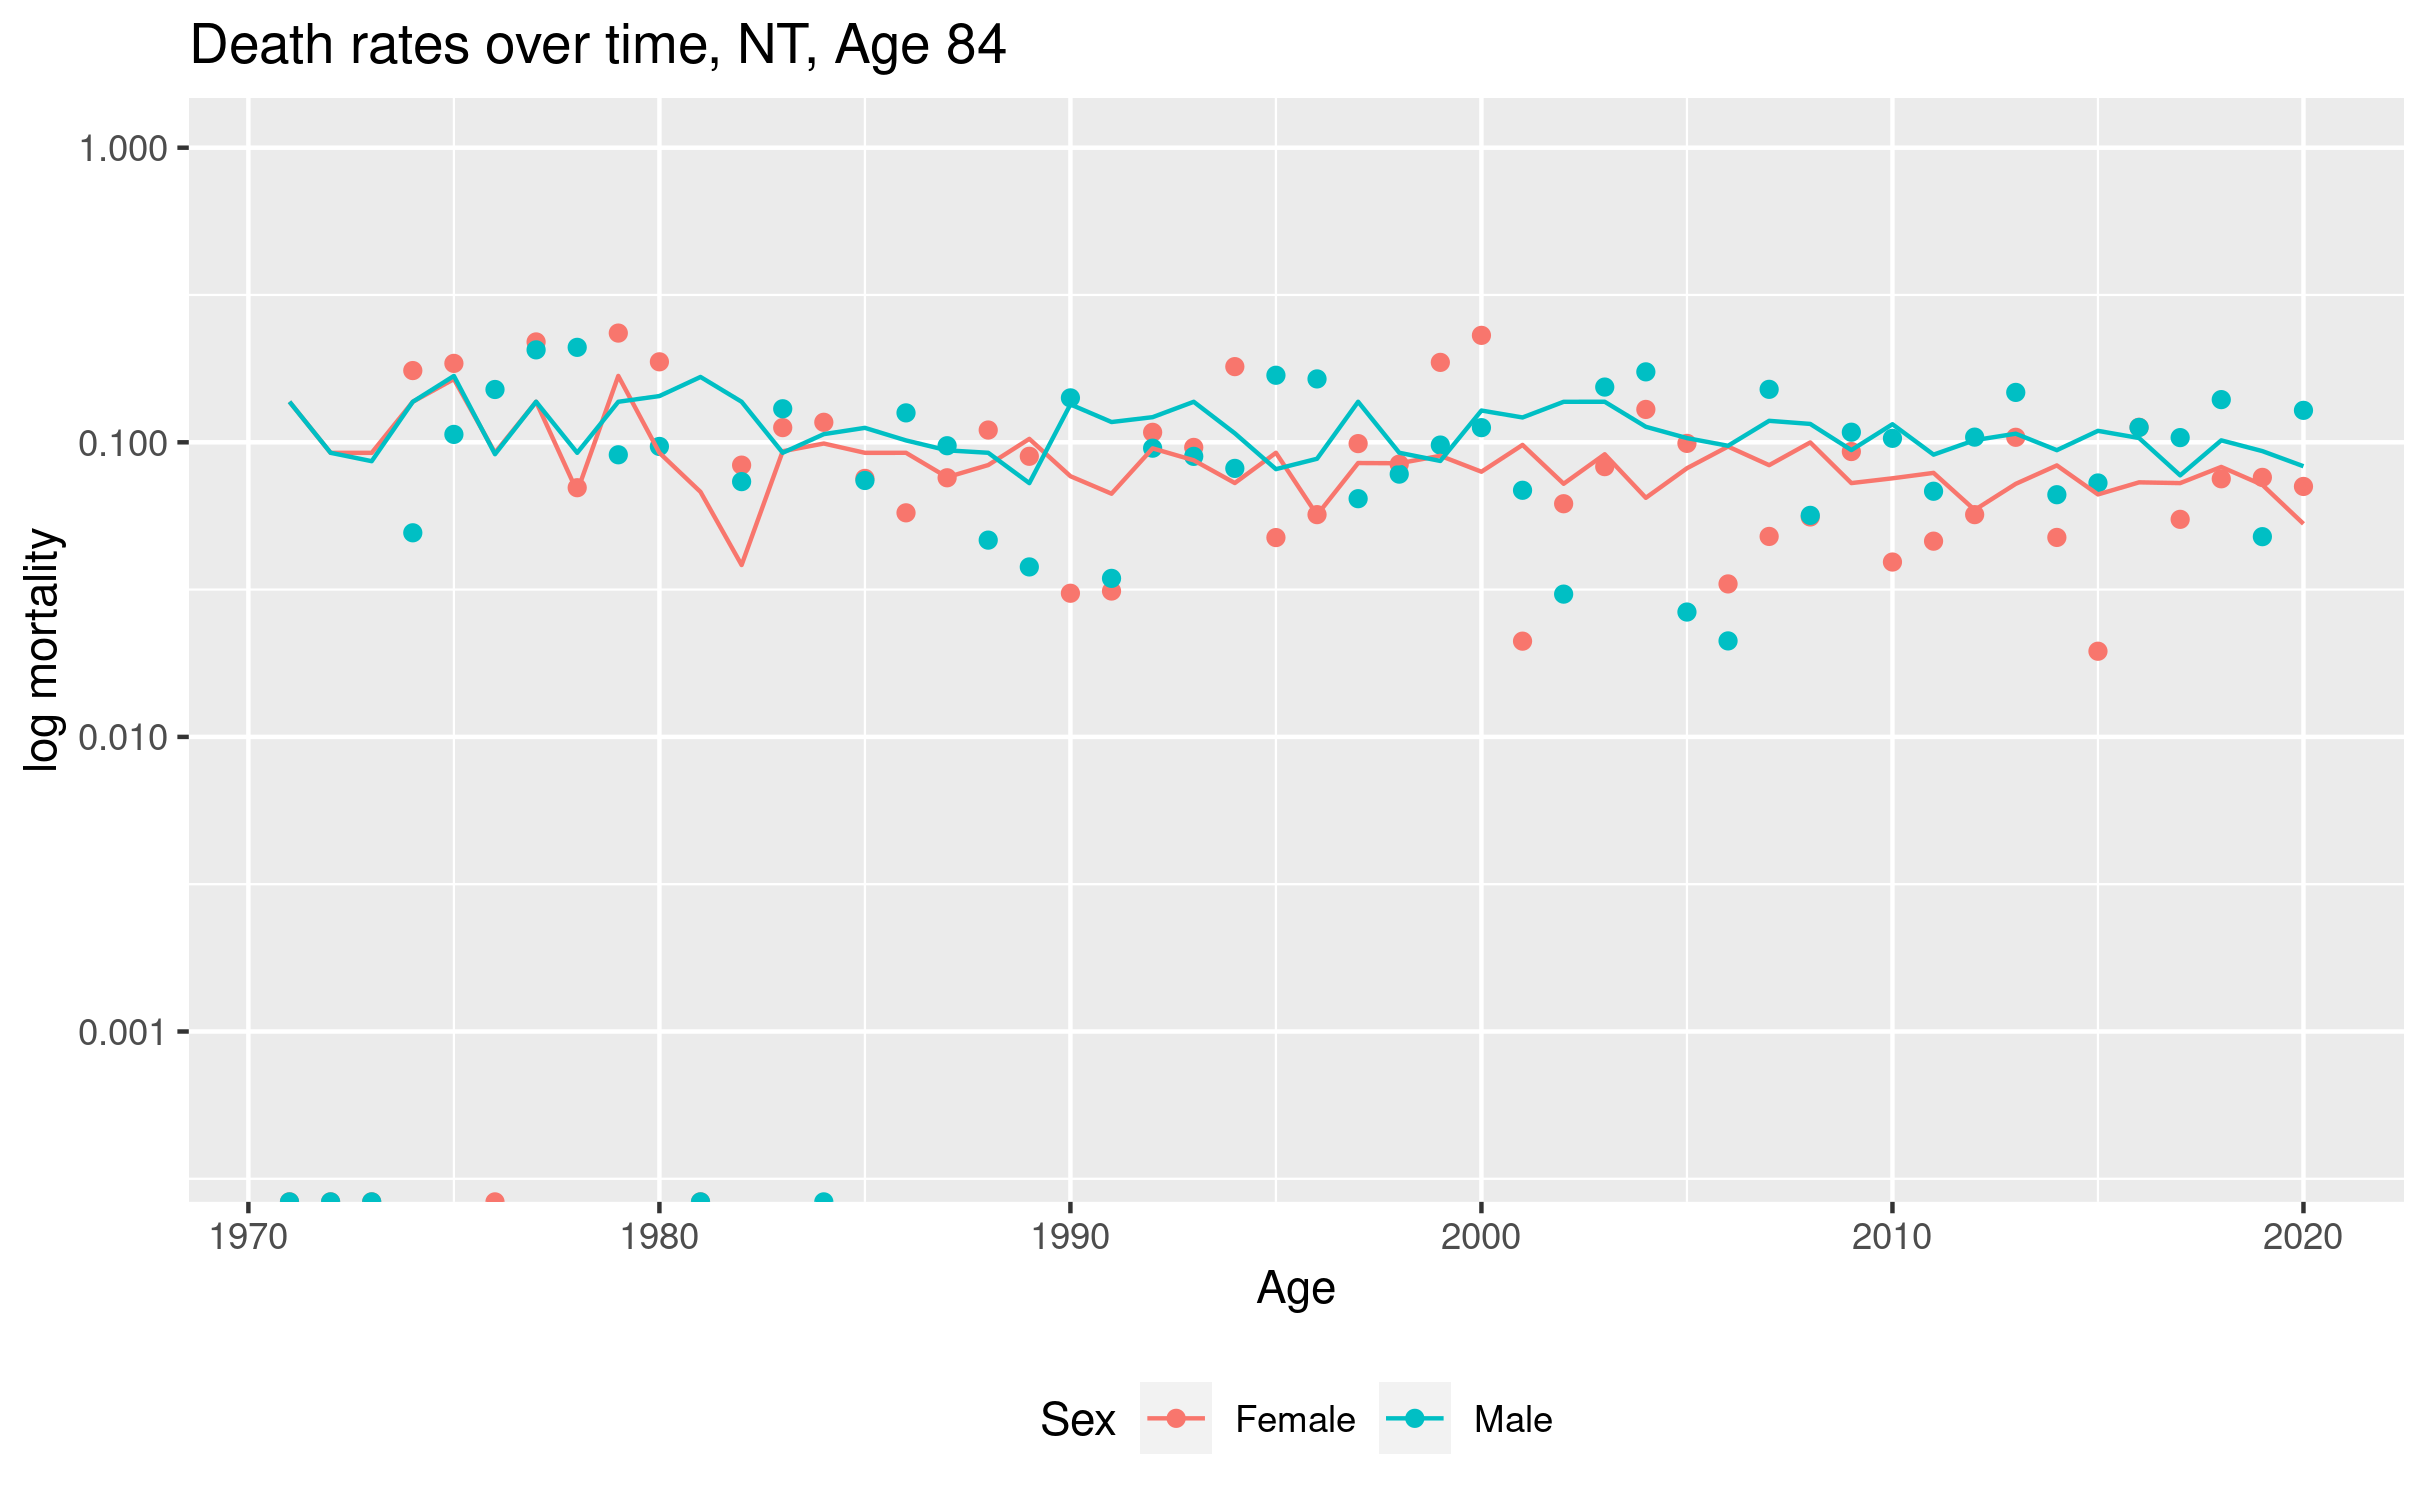 Death rates over time, NT, Age 84
log mortality
1.000
0.100
0.010
0.001
1970 1980 1990 2000 2010 2020
Age
Sex Female Male